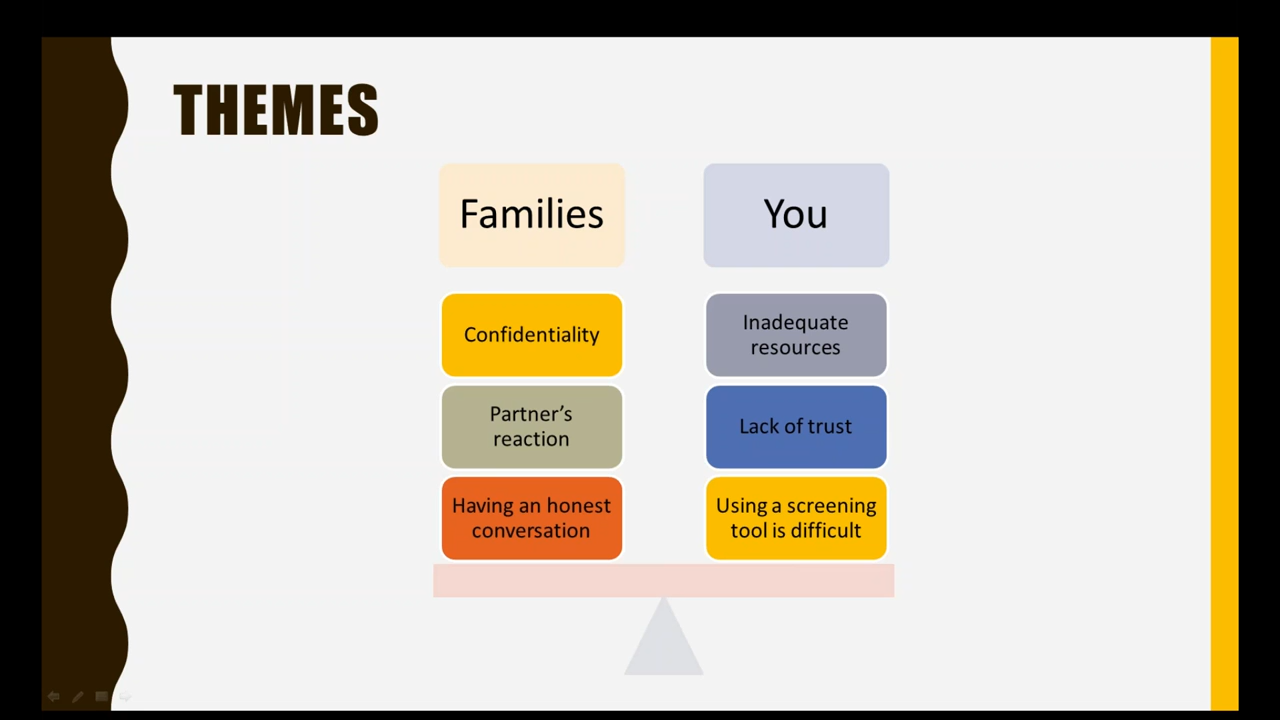 THEMES
Families
You
Confidentiality
Inadequate
resources
Partner’s
reaction
Lack of trust
Having an honest
conversation
Using a screening
tool is difficult